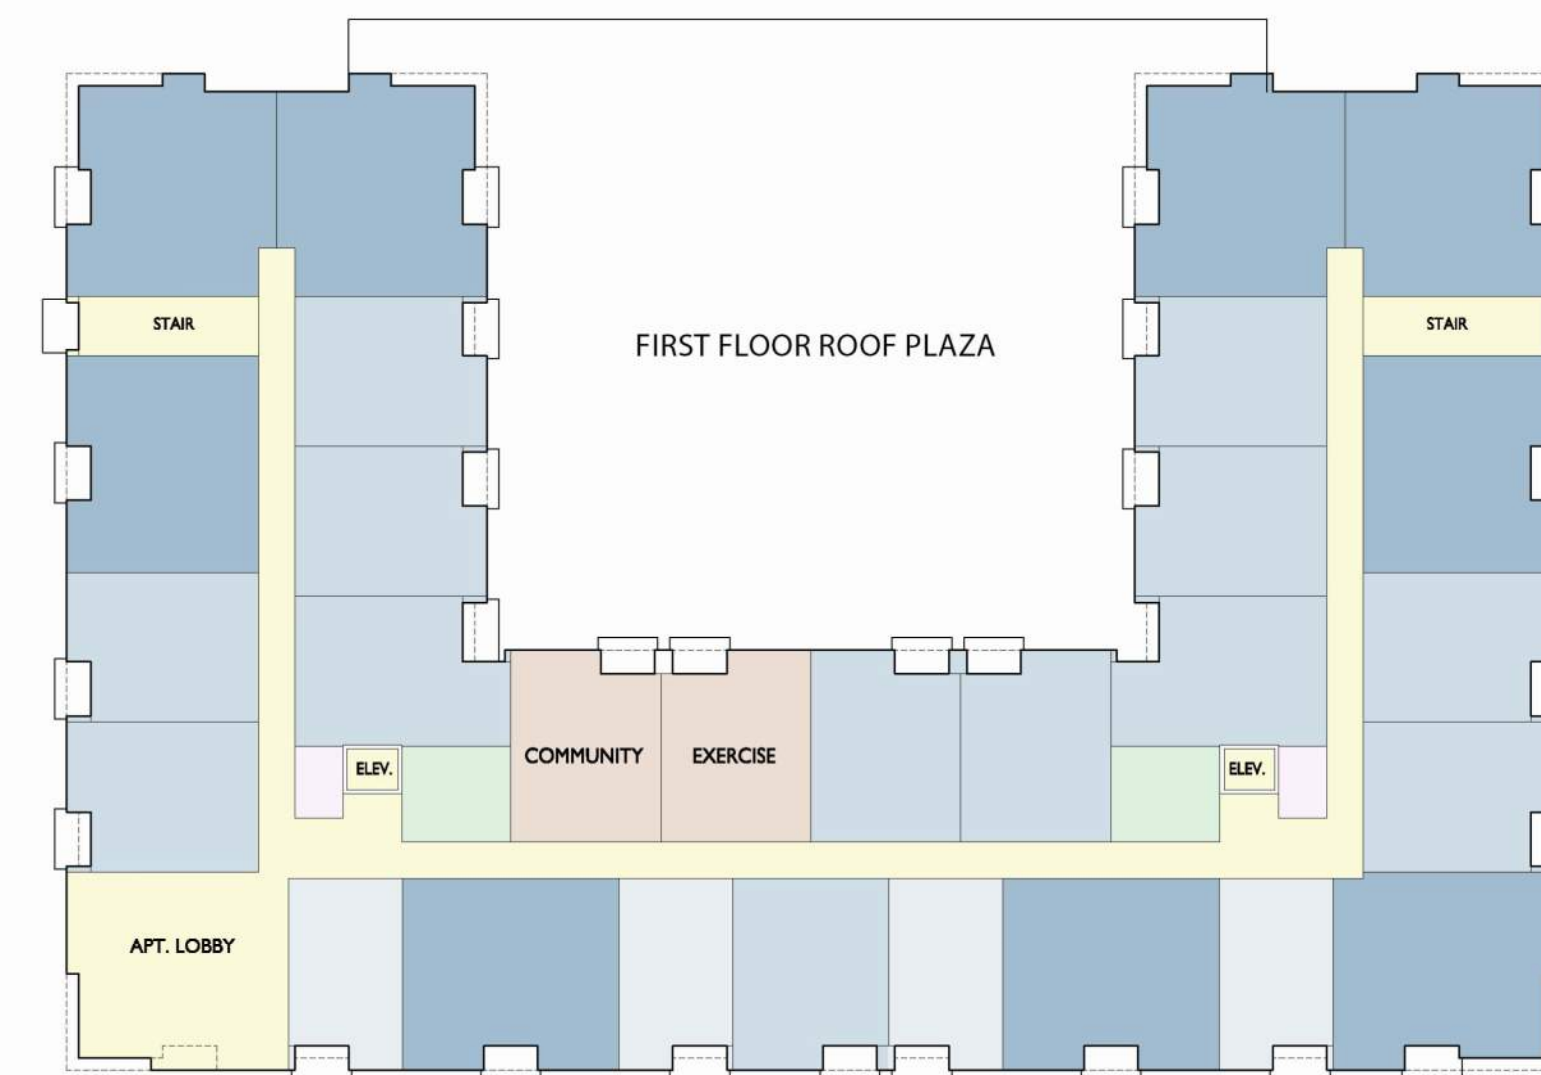 STAIR
STAIR
FIRST FLOOR ROOF PLAZA
COMMUNITY
EXERCISE
ELEV.
ELEV.
APT. LOBBY